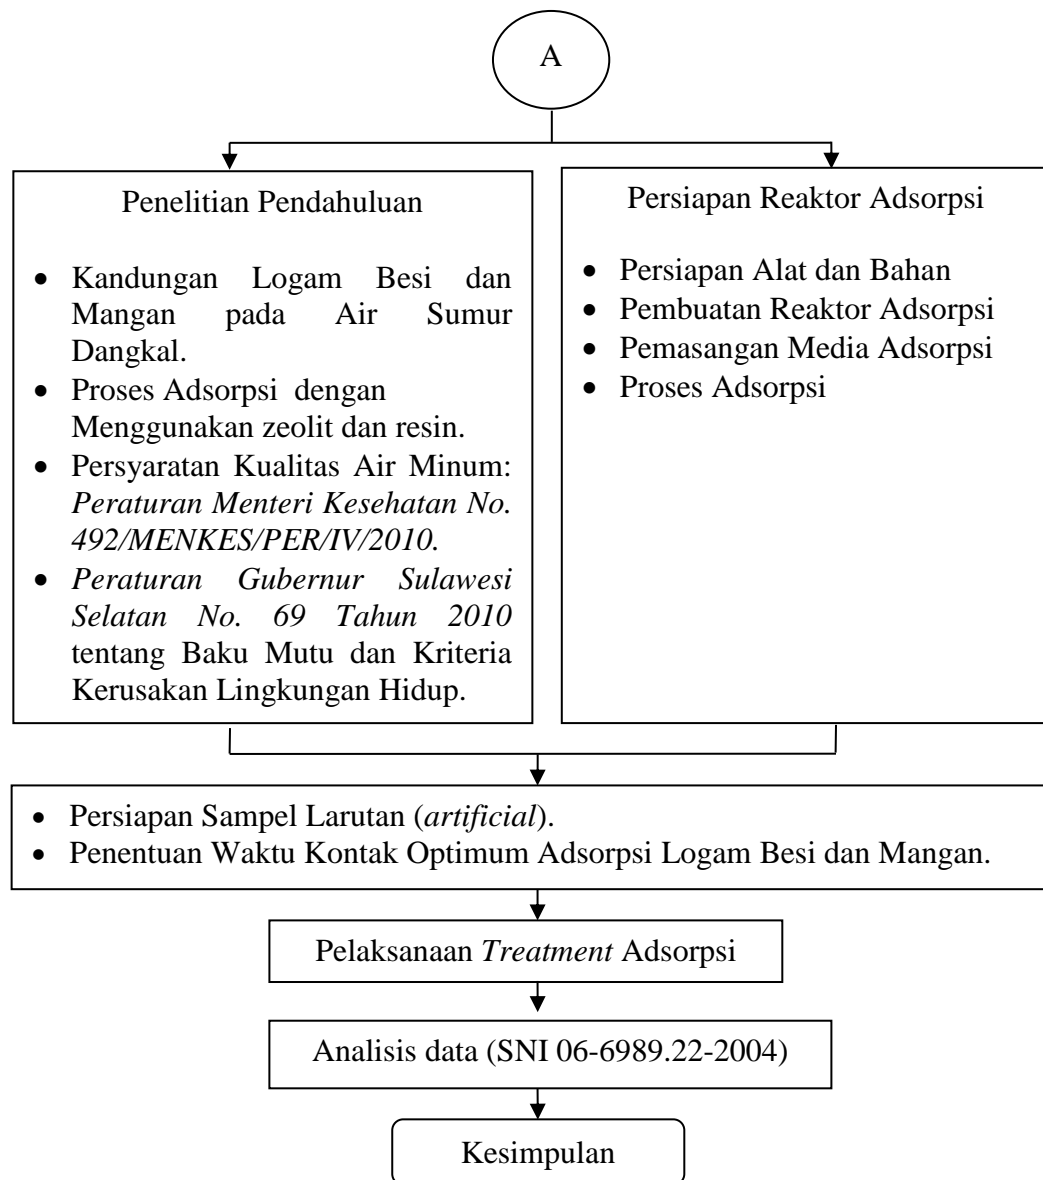 A
Penelitian Pendahuluan
• Kandungan Logam Besi dan
Mangan pada Air Sumur
Dangkal.
• Proses Adsorpsi dengan
Menggunakan zeolit dan resin.
• Persyaratan Kualitas Air Minum:
Peraturan Menteri Kesehatan No.
492/MENKES/PER/IV/2010.
• Peraturan Gubernur Sulawesi
Selatan No. 69 Tahun 2010
tentang Baku Mutu dan Kriteria
Kerusakan Lingkungan Hidup.
Persiapan Reaktor Adsorpsi
• Persiapan Alat dan Bahan
• Pembuatan Reaktor Adsorpsi
• Pemasangan Media Adsorpsi
• Proses Adsorpsi
• Persiapan Sampel Larutan (artificial).
• Penentuan Waktu Kontak Optimum Adsorpsi Logam Besi dan Mangan.
Pelaksanaan Treatment Adsorpsi
Analisis data (SNI 06-6989.22-2004)
Kesimpulan